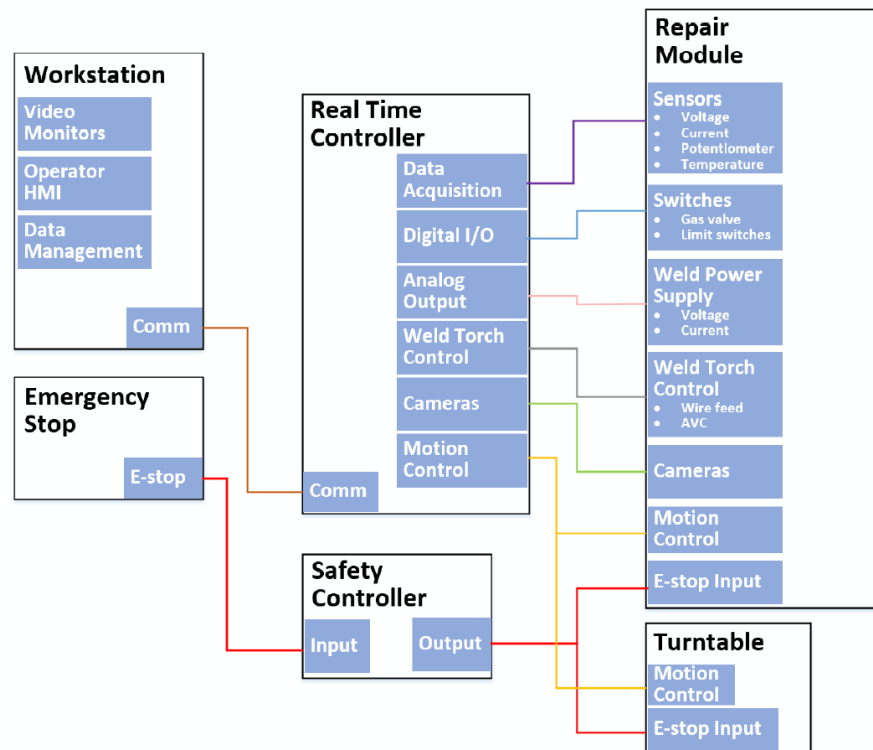 Workstation
Video
Monitors
Operator
HMI
Data
Management
Comm
Emergency
Stop
E-stop
Real Time
Controller
Data
Acquisition
Digital I/O
Analog
Output
Weld Torch
Control
Cameras
Motion
Control
Comm
Safety
Controller
Input
Output
Repair
Module
Sensors
• Voltage
• Current
• Potentiometer
• Temperature
Switches
• Gas valve
• Limit switches
Weld Power
Supply
• Voltage
• Current
Weld Torch
Control
• Wire feed
• AVC
Cameras
Motion
Control
E-stop Input
Turntable
Motion
Control
E-stop Input